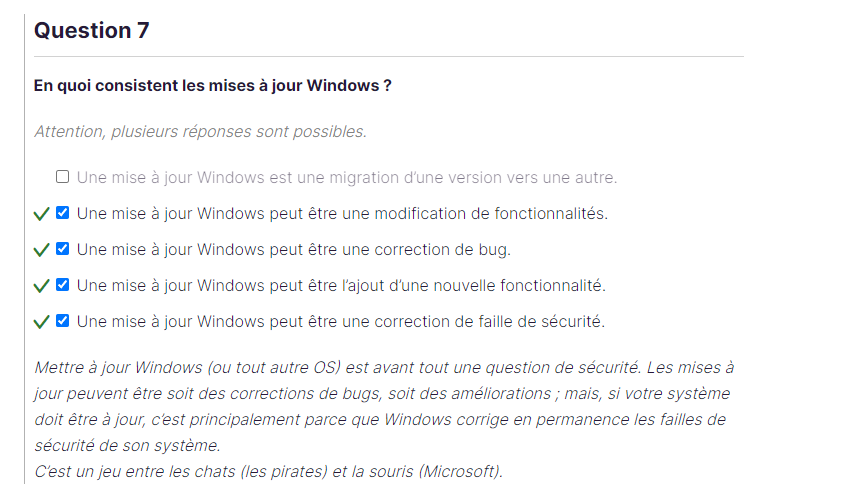 Question 7
En quoi consistent les mises à jour Windows ?
Attention, plusieurs réponses sont possibles.
Une mise à jour Windows est une migration d’une version vers une autre.
Une mise à jour Windows peut être une modification de fonctionnalités.
Une mise à jour Windows peut être une correction de bug.
Une mise à jour Windows peut être l’ajout d’une nouvelle fonctionnalité.
Une mise à jour Windows peut être une correction de faille de sécurité.
Mettre à jour Windows (ou tout autre OS) est avant tout une question de sécurité. Les mises à
jour peuvent être soit des corrections de bugs, soit des améliorations ; mais, si votre système
doit être à jour, c’est principalement parce que Windows corrige en permanence les failles de
sécurité de son système.
C’est un jeu entre les chats (les pirates) et la souris (Microsoft).